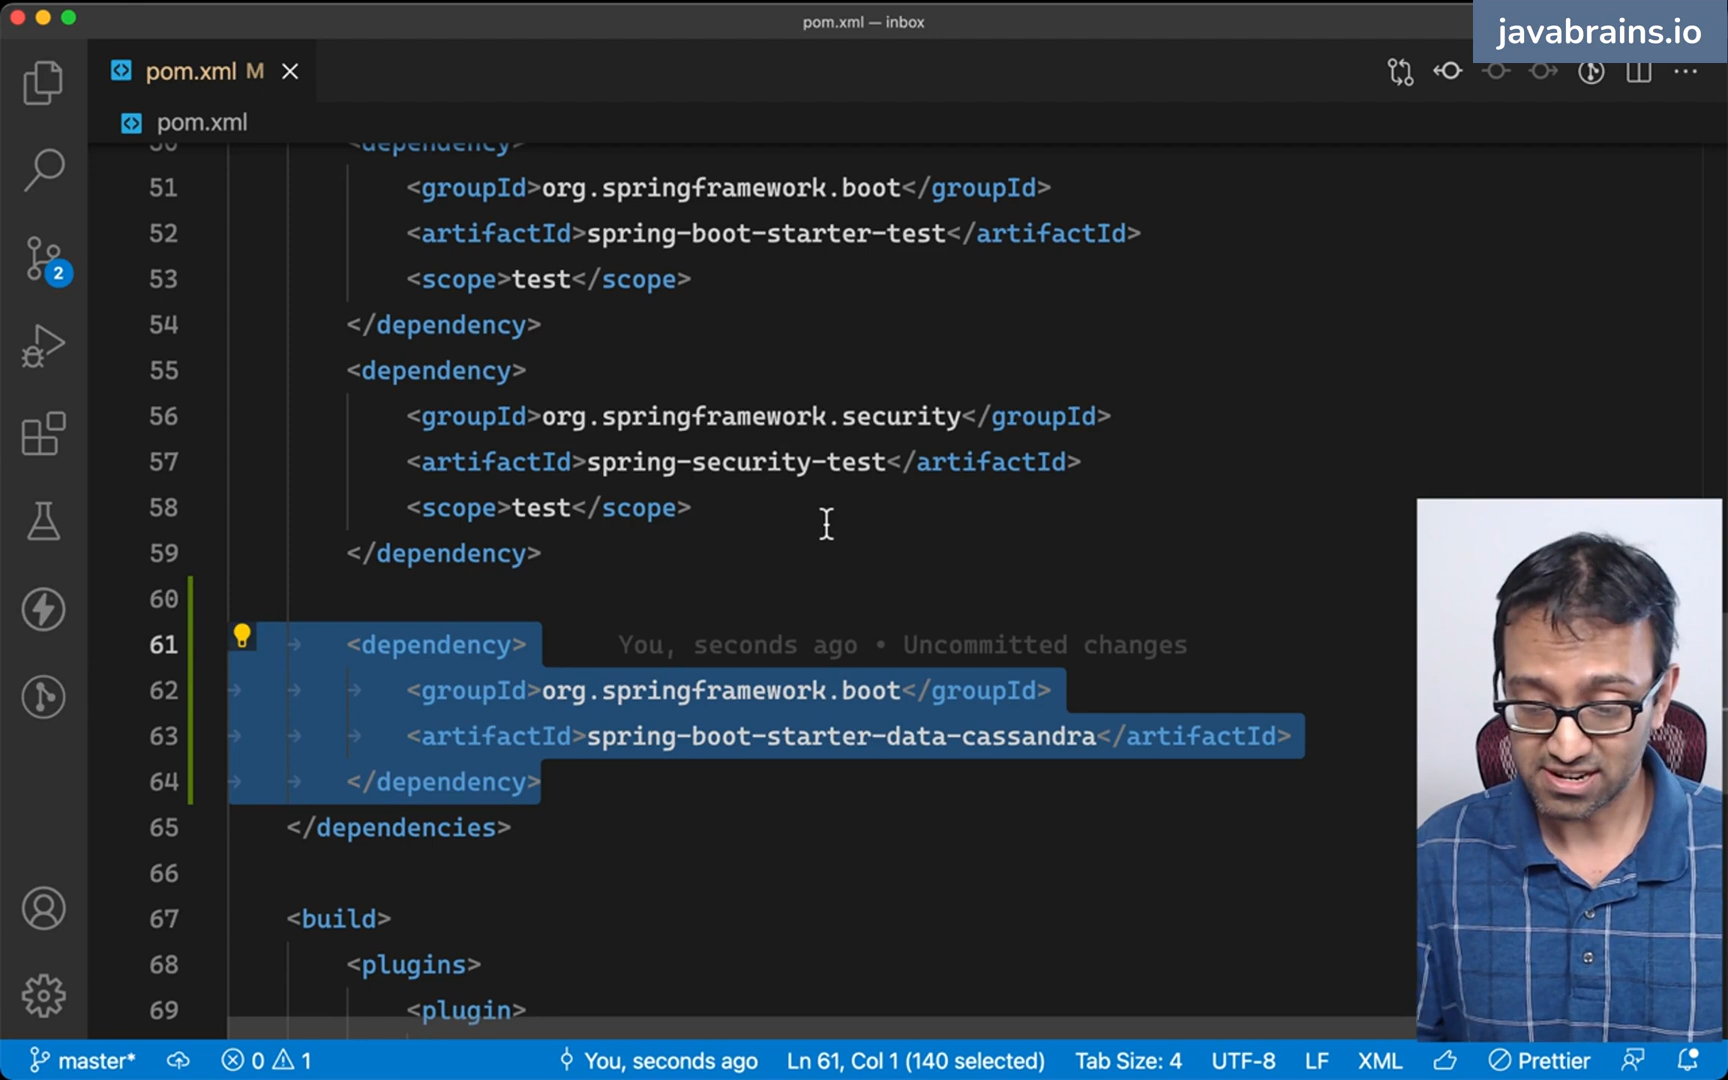 pom.xml — inbox
javabrains.io
pom.xml M
pom.xml
50 <dependency>
51 <groupId>org.springframework.boot</groupId>
52 <artifactId>spring-boot-starter-test</artifactId>
53 <scope>test</scope>
54 </dependency>
55 <dependency>
56 <groupId>org.springframework.security</groupId>
57 <artifactId>spring-security-test</artifactId>
58 <scope>test</scope>
59 </dependency>
60
61 <dependency> You, seconds ago • Uncommitted changes
62 <groupId>org.springframework.boot</groupId>
63 <artifactId>spring-boot-starter-data-cassandra</artifactId>
64 </dependency>
65 </dependencies>
66
67 <build>
68 <plugins>
69 <plugin>
2
master* 0 1 You, seconds ago Ln 61, Col 1 (140 selected) Tab Size: 4 UTF-8 LF XML Prettier